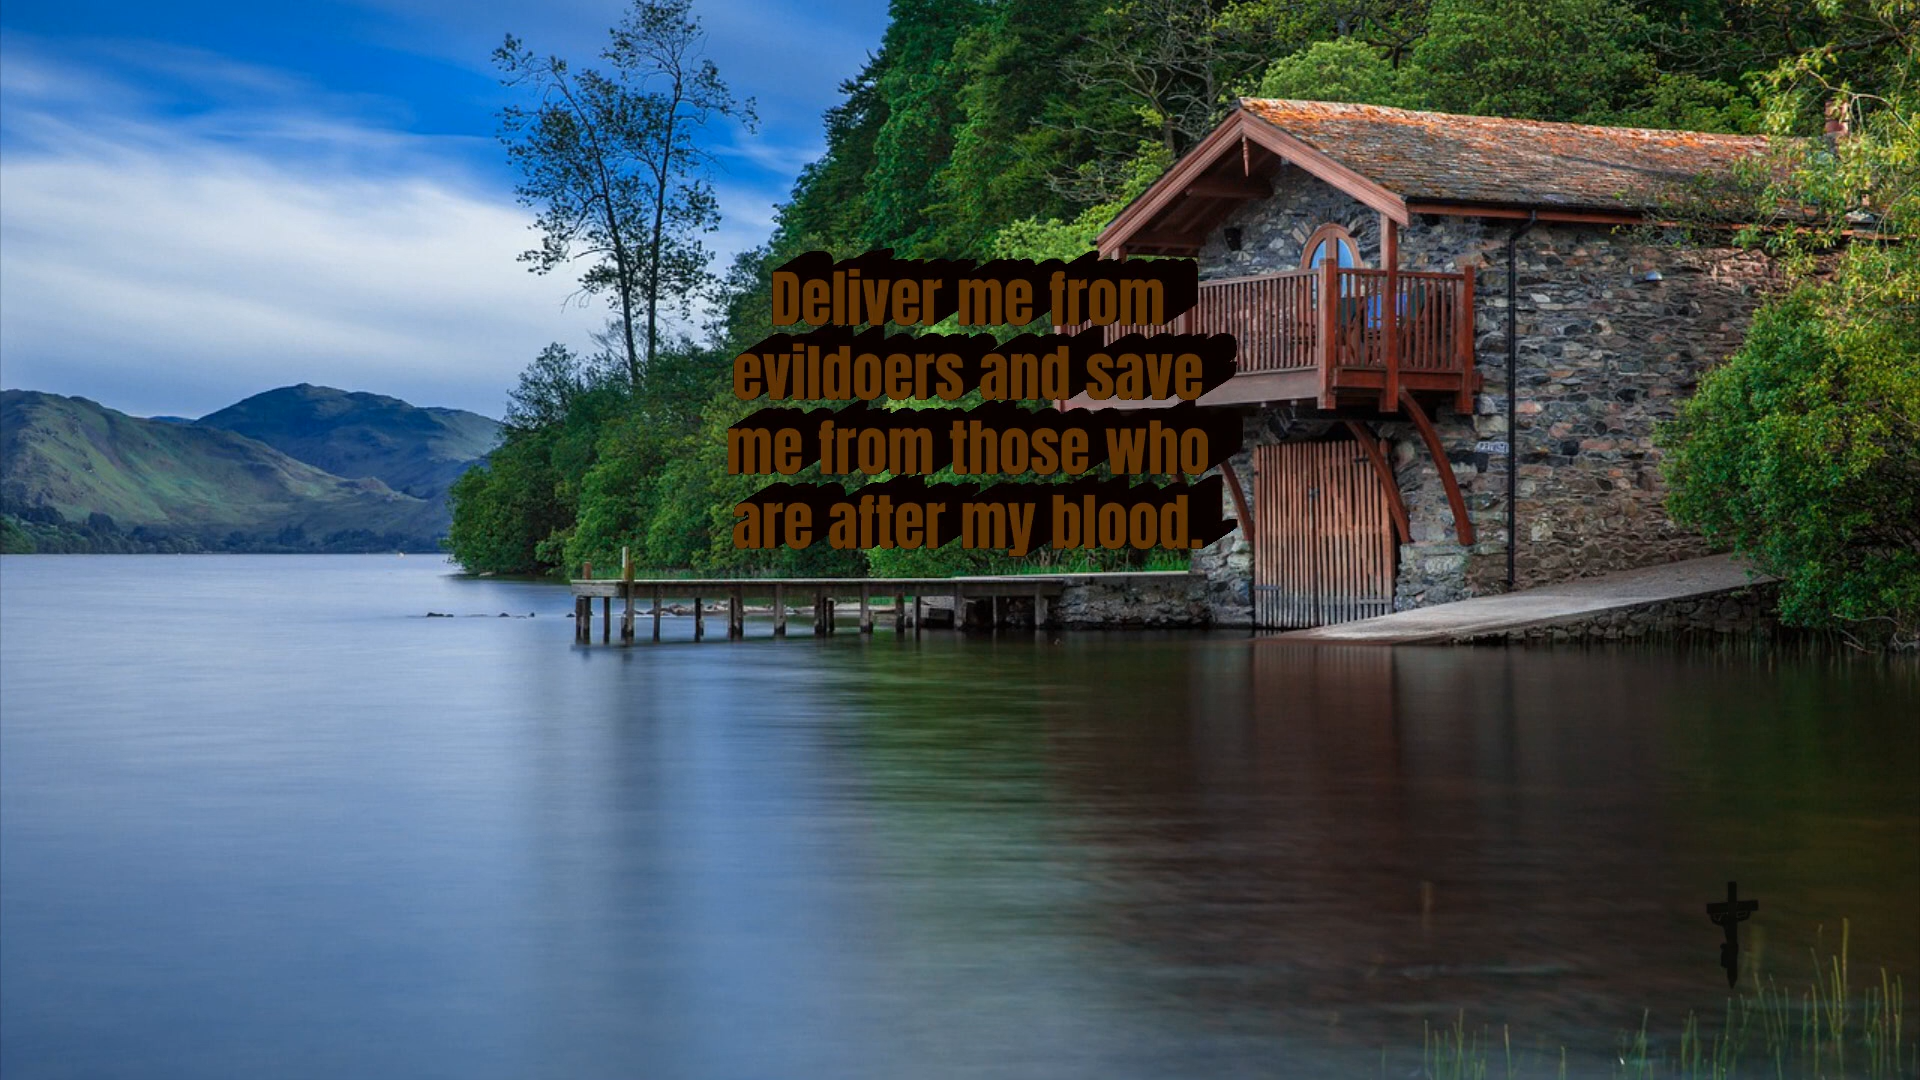 Deliver me from
evildoers and save
me from those who
are after my blood.